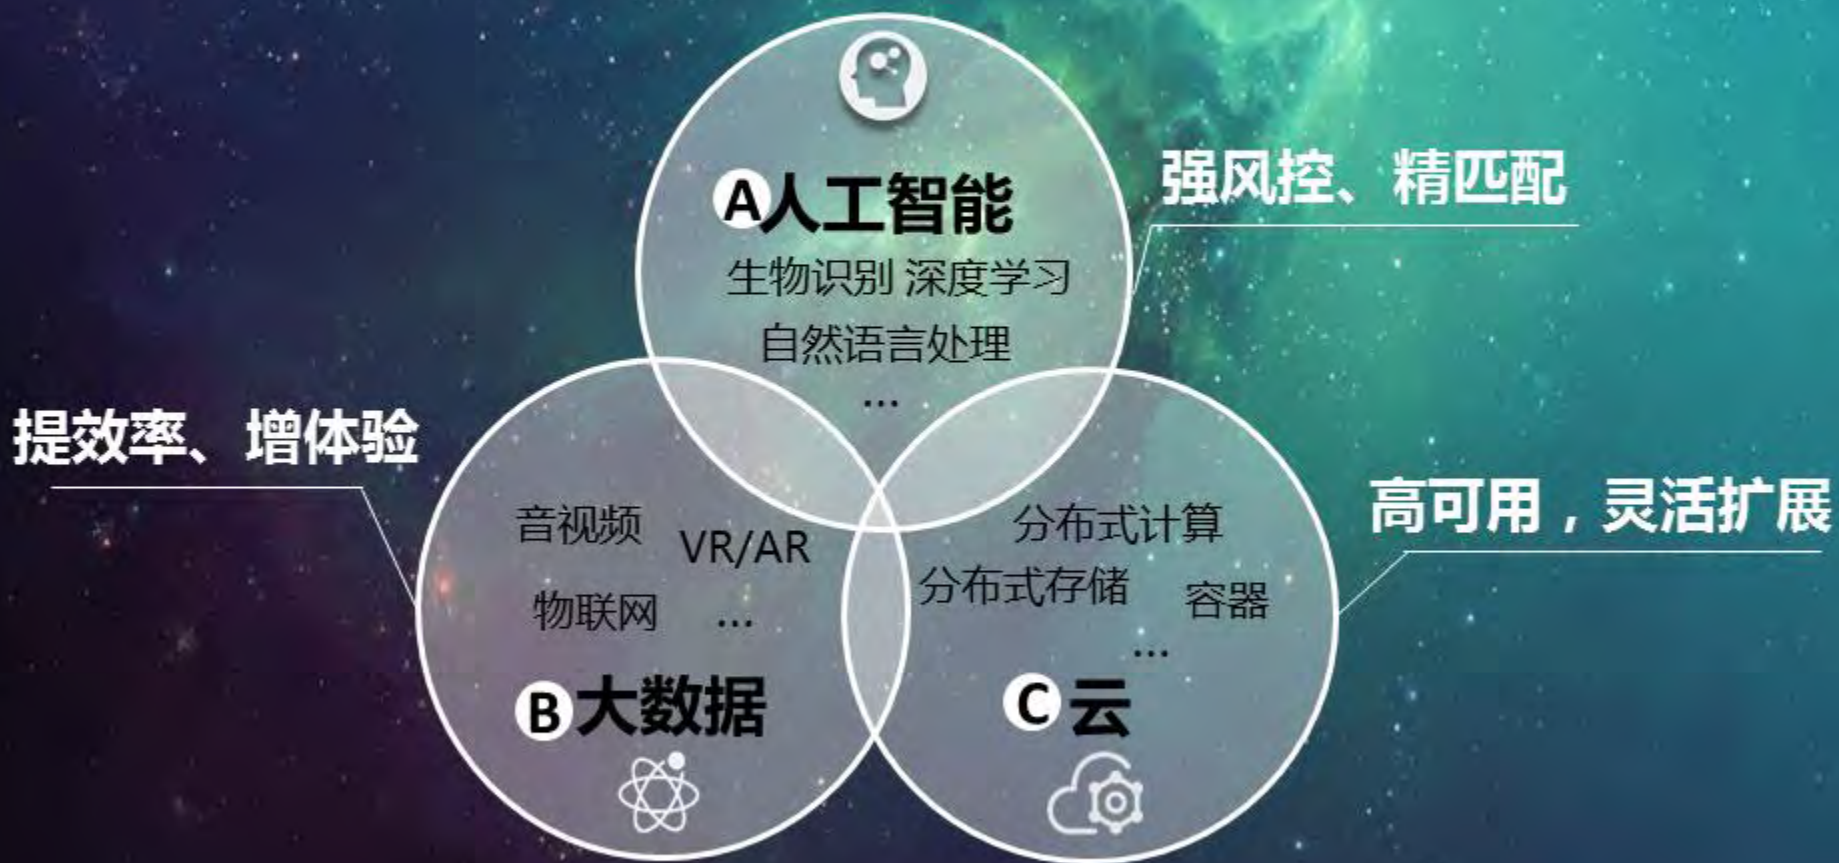 A人工智能
生物识别 深度学习
自然语言处理
...
强风控、精匹配
提效率、增体验
音视频 VR/AR
物联网 ...
B大数据
高可用，灵活扩展
分布式计算
分布式存储 容器
...
C云